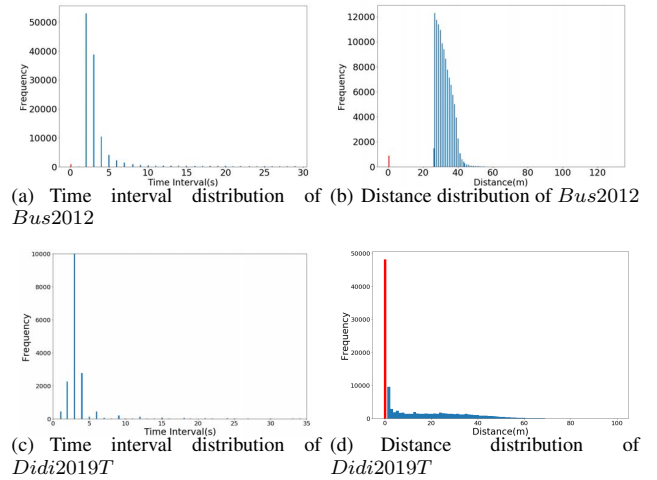 50000
40000
30000
20000
10000
0
Frequency
0 5 10 15 20 25 30
Time Interval(s)
12000
10000
8000
6000
4000
2000
0
Frequency
0 20 40 60 80 100 120
Distance(m)
(a) Time interval distribution of
Bus2012
(b) Distance distribution of Bus2012
10000
8000
6000
4000
2000
0
Frequency
0 5 10 15 20 25 30 35
Time Interval(s)
50000
40000
30000
20000
10000
0
Frequency
0 20 40 60 80 100
Distance(m)
(c) Time interval distribution of
Didi2019T
(d) Distance distribution of
Didi2019T